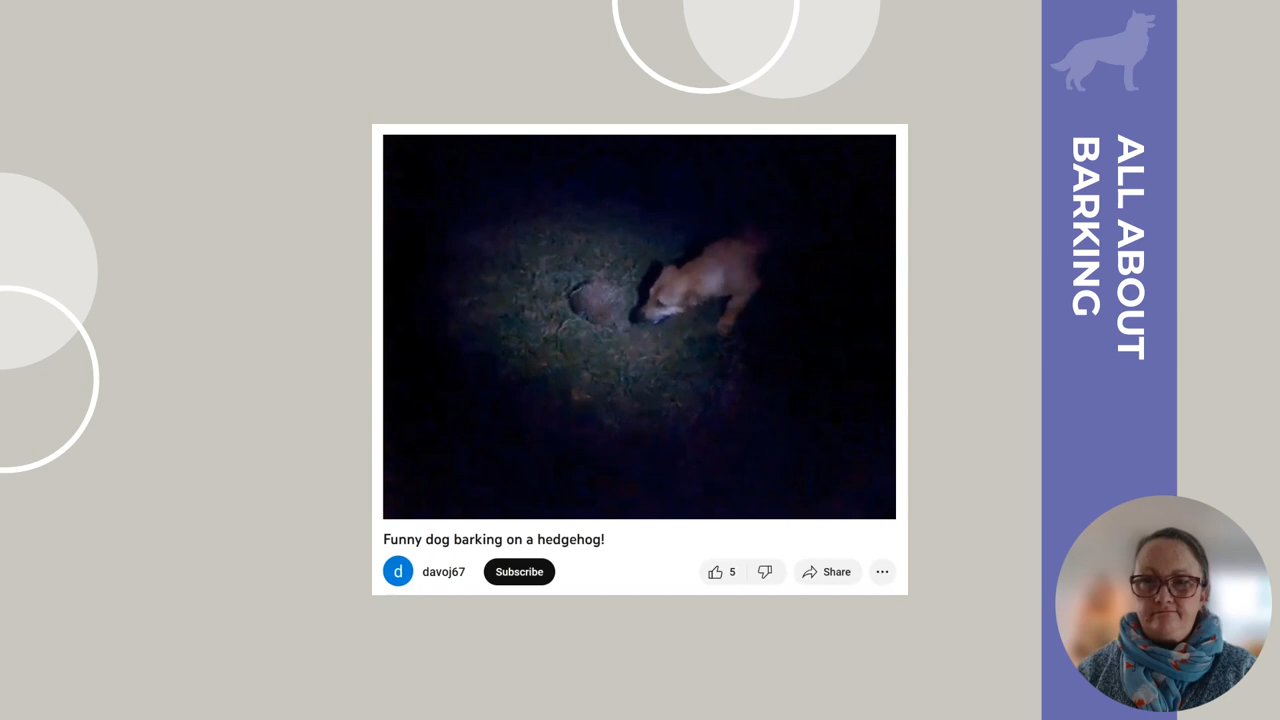 Funny dog barking on a hedgehog!
d
davoj67
Subscribe
5
Share
ALL ABOUT
BARKING